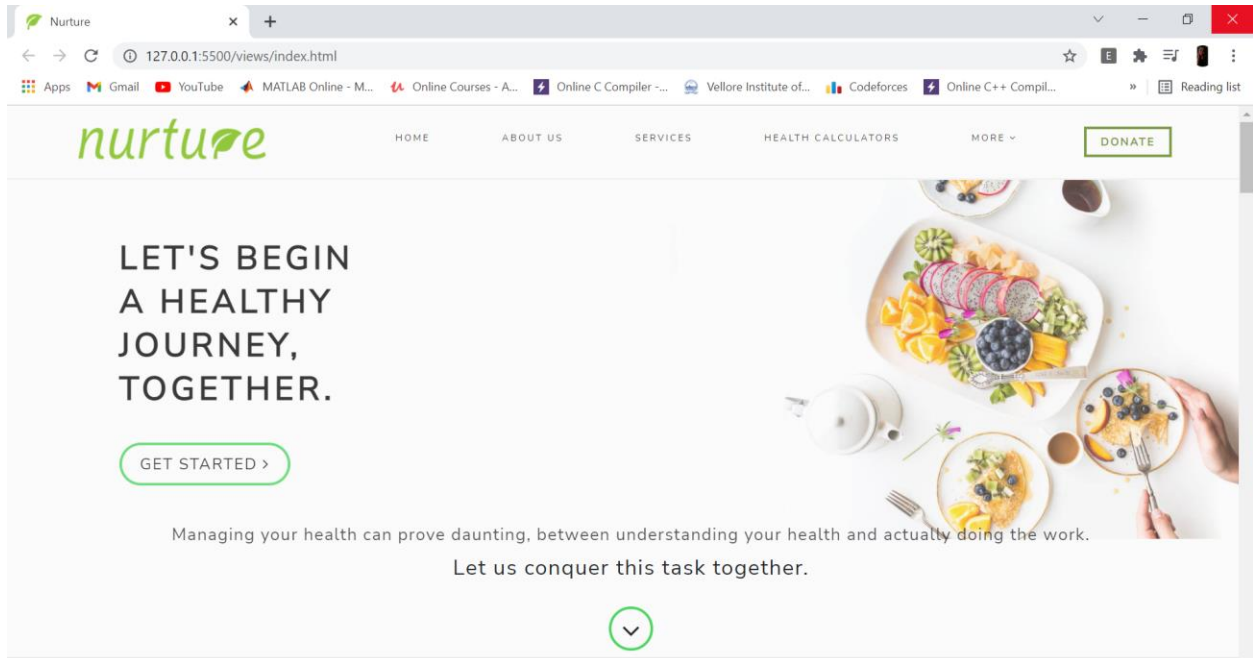 Nurture
127.0.0.1:5500/views/index.html
E
Apps Gmail YouTube MATLAB Online - M... Online Courses - A... Online C Compiler -... Vellore Institute of... Codeforces Online C++ Compil... » Reading list
nurture HOME ABOUT US SERVICES HEALTH CALCULATORS MORE DONATE
LET'S BEGIN
A HEALTHY
JOURNEY,
TOGETHER.
GET STARTED >
Managing your health can prove daunting, between understanding your health and actually doing the work.
Let us conquer this task together.